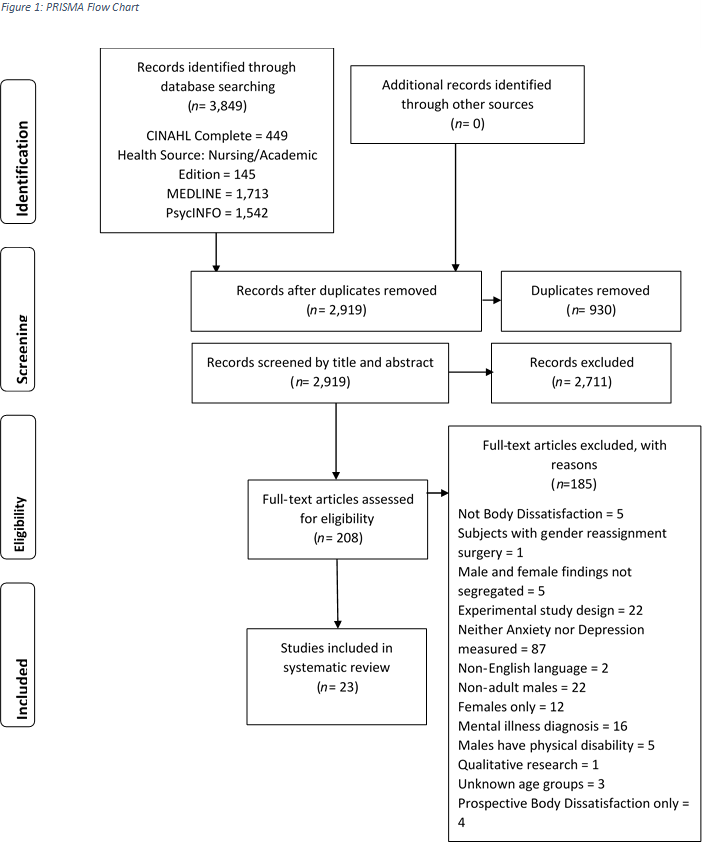 Figure 1: PRISMA Flow Chart
Identification
Records identified through
database searching
(n= 3,849)
CINAHL Complete = 449
Health Source: Nursing/Academic
Edition = 145
MEDLINE = 1,713
PsycINFO = 1,542
Additional records identified
through other sources
(n= 0)
Screening
Records after duplicates removed
(n= 2,919)
Duplicates removed
(n= 930)
Records screened by title and abstract
(n= 2,919)
Records excluded
(n= 2,711)
Eligibility
Full-text articles assessed
for eligibility
(n= 208)
Full-text articles excluded, with
reasons
(n=185)
Not Body Dissatisfaction = 5
Subjects with gender reassignment
surgery = 1
Male and female findings not
segregated = 5
Experimental study design = 22
Neither Anxiety nor Depression
measured = 87
Non-English language = 2
Non-adult males = 22
Females only = 12
Mental illness diagnosis = 16
Males have physical disability = 5
Qualitative research = 1
Unknown age groups = 3
Prospective Body Dissatisfaction only =
4
Included
Studies included in
systematic review
(n= 23)